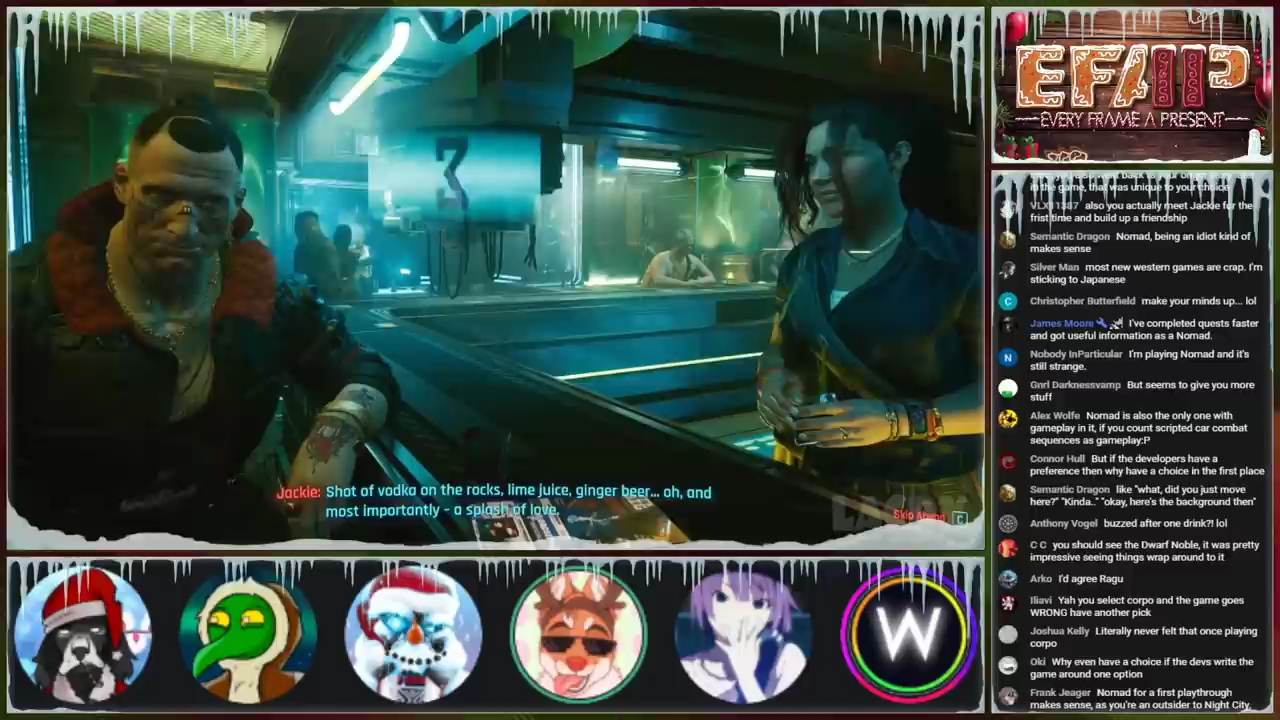 3
Jackie: Shot of vodka on the rocks, lime juice, ginger beer... oh, and
most importantly - a splash of love.
Skip Ahead C
EFAP
EVERY FRAME A PRESENT
in the game, that was unique to your choice
VLX11387 also you actually meet Jackie for the
frist time and build up a friendship
Semantic Dragon Nomad, being an idiot kind of
makes sense
Silver Man most new western games are crap. I'm
sticking to Japanese
C Christopher Butterfield make your minds up... lol
James Moore I've completed quests faster
and got useful information as a Nomad.
N Nobody InParticular I'm playing Nomad and it's
still strange.
Gnrl Darknessvamp But seems to give you more
stuff
Alex Wolfe Nomad is also the only one with
gameplay in it, if you count scripted car combat
sequences as gameplay:P
Connor Hull But if the developers have a
preference then why have a choice in the first place
Semantic Dragon like "what, did you just move
here?" "Kinda.." "okay, here's the background then"
Anthony Vogel buzzed after one drink?! lol
C C you should see the Dwarf Noble, it was pretty
impressive seeing things wrap around to it
Arko I'd agree Ragu
Iliavi Yah you select corpo and the game goes
WRONG have another pick
Joshua Kelly Literally never felt that once playing
corpo
Oki Why even have a choice if the devs write the
game around one option
Frank Jeager Nomad for a first playthrough
makes sense, as you're an outsider to Night City,
W